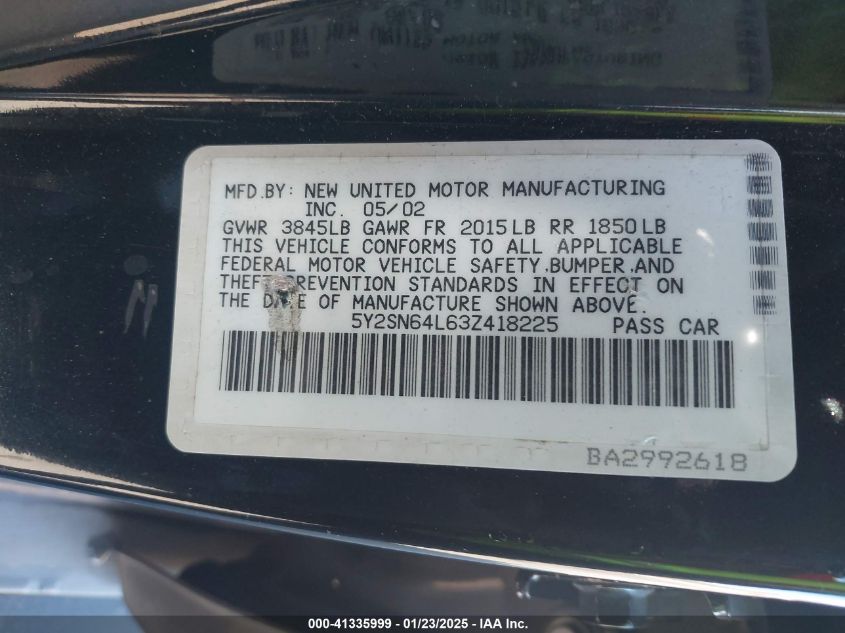 MFD.BY: NEW UNITED MOTOR MANUFACTURING
INC. 05/02
GVWR 3845LB GAWR FR 2015LB RR 1850LB
THIS VEHICLE CONFORMS TO ALL APPLICABLE
FEDERAL MOTOR VEHICLE SAFETY,BUMPER,AND
THEFT PREVENTION STANDARDS IN EFFECT ON
THE DATE OF MANUFACTURE SHOWN ABOVE.
5Y2SN64L63Z418225 PASS CAR
BA2992618
000-41335999 - 01/23/2025 - IAA Inc.